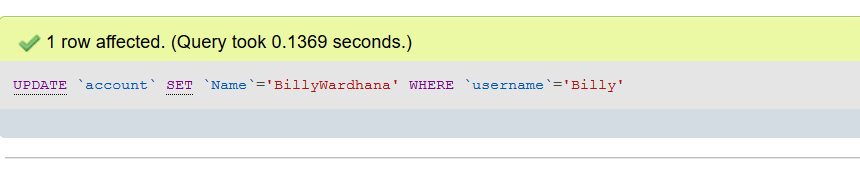 1 row affected. (Query took 0.1369 seconds.)
UPDATE `account` SET `Name`='BillyWardhana' WHERE `username`='Billy'